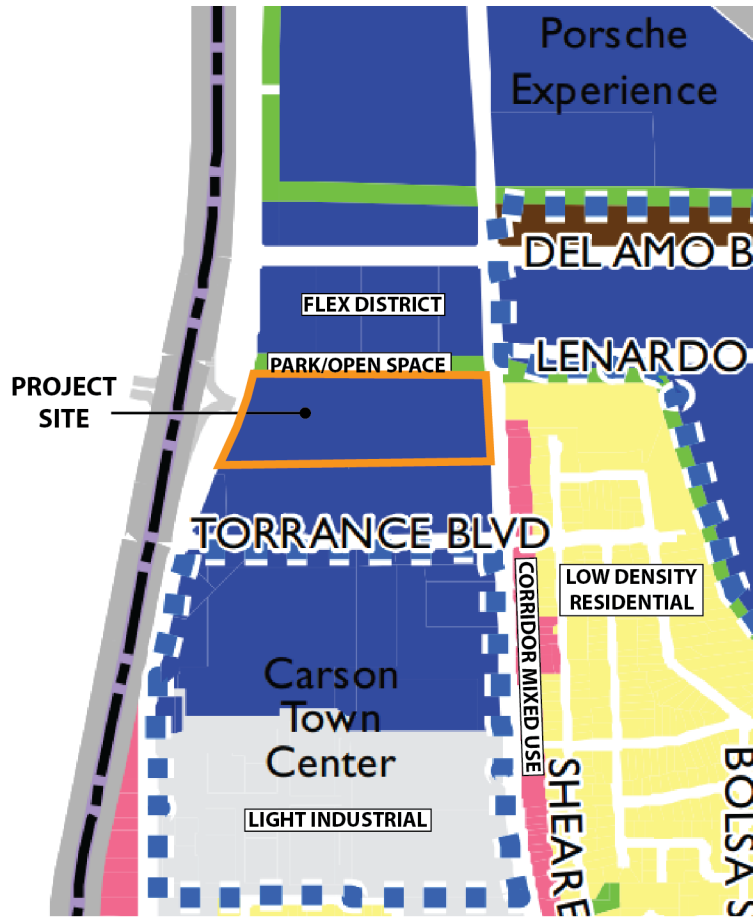 Porsche
Experience
DEL AMO B
FLEX DISTRICT
LENARDO
PARK/OPEN SPACE
PROJECT
SITE
TORRANCE BLVD
CORRIDOR MIXED USE
LOW DENSITY
RESIDENTIAL
Carson
Town
Center
LIGHT INDUSTRIAL
SHEARE
BOLSA S